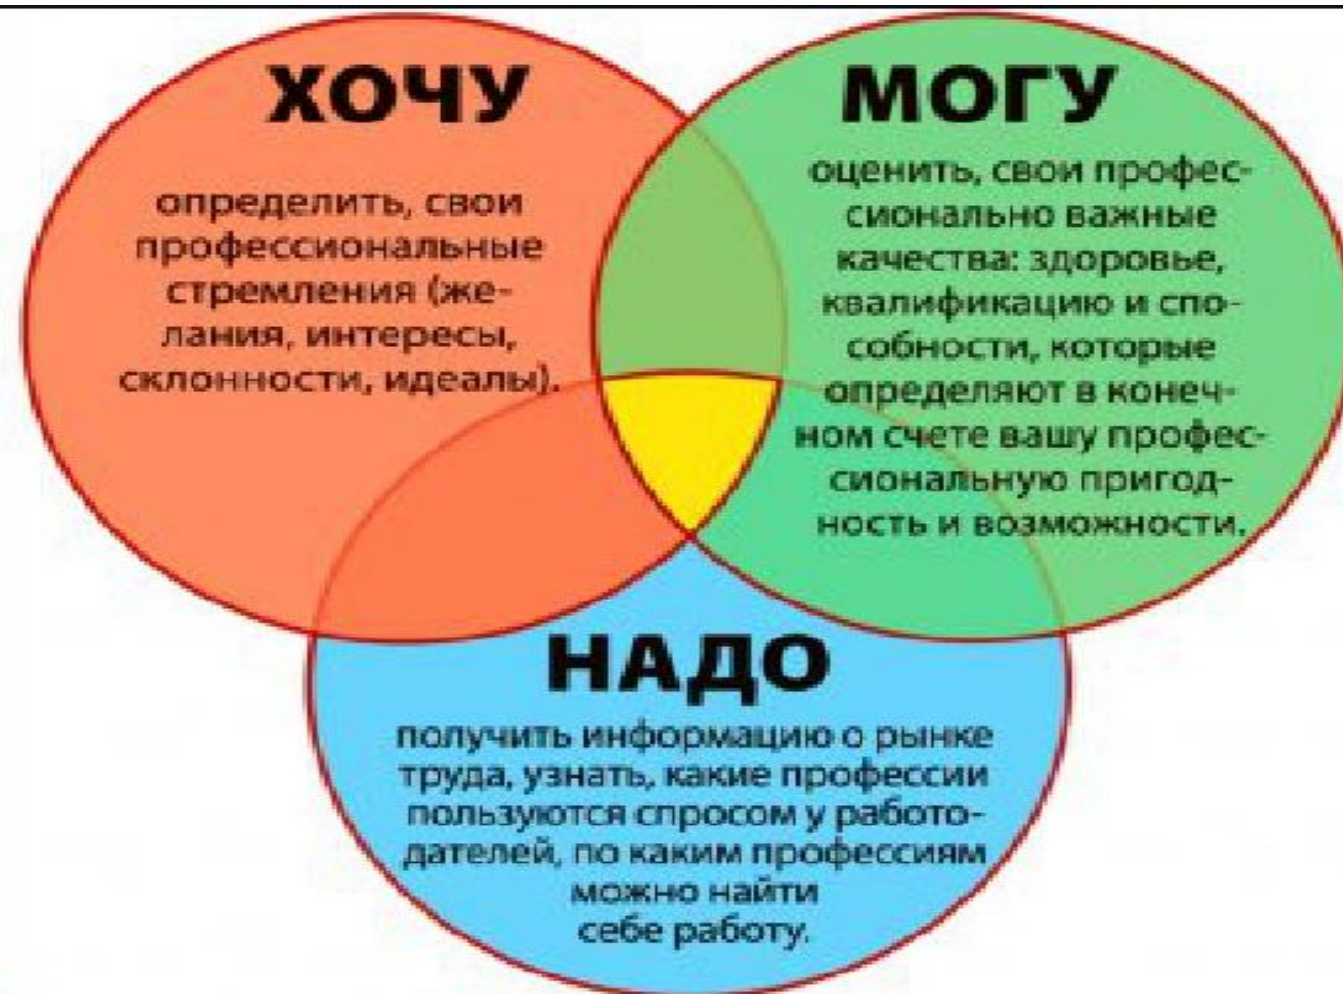 ХОЧУ
определить, свои
профессиональные
стремления (же-
лания, интересы,
склонности, идеалы).
МОГУ
оценить, свои профес-
сионально важные
качества: здоровье,
квалификацию и спо-
собности, которые
определяют в конеч-
ном счете вашу профес-
сиональную пригод-
ность и возможности.
НАДО
получить информацию о рынке
труда, узнать, какие профессии
пользуются спросом у работо-
дателей, по каким профессиям
можно найти
себе работу.